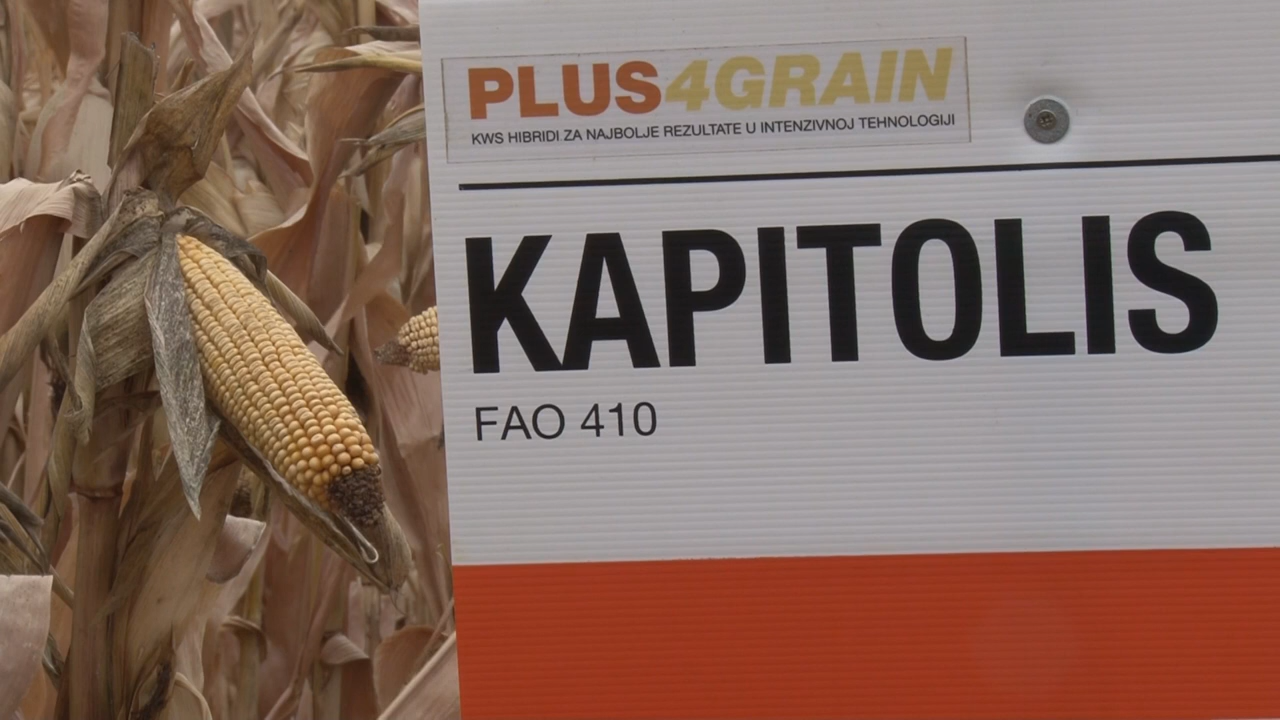 PLUS4GRAIN
KWS HIBRIDI ZA NAJBOLJE REZULTATE U INTENZIVNOJ TEHNOLOGIJI
KAPITOLIS
FAO 410